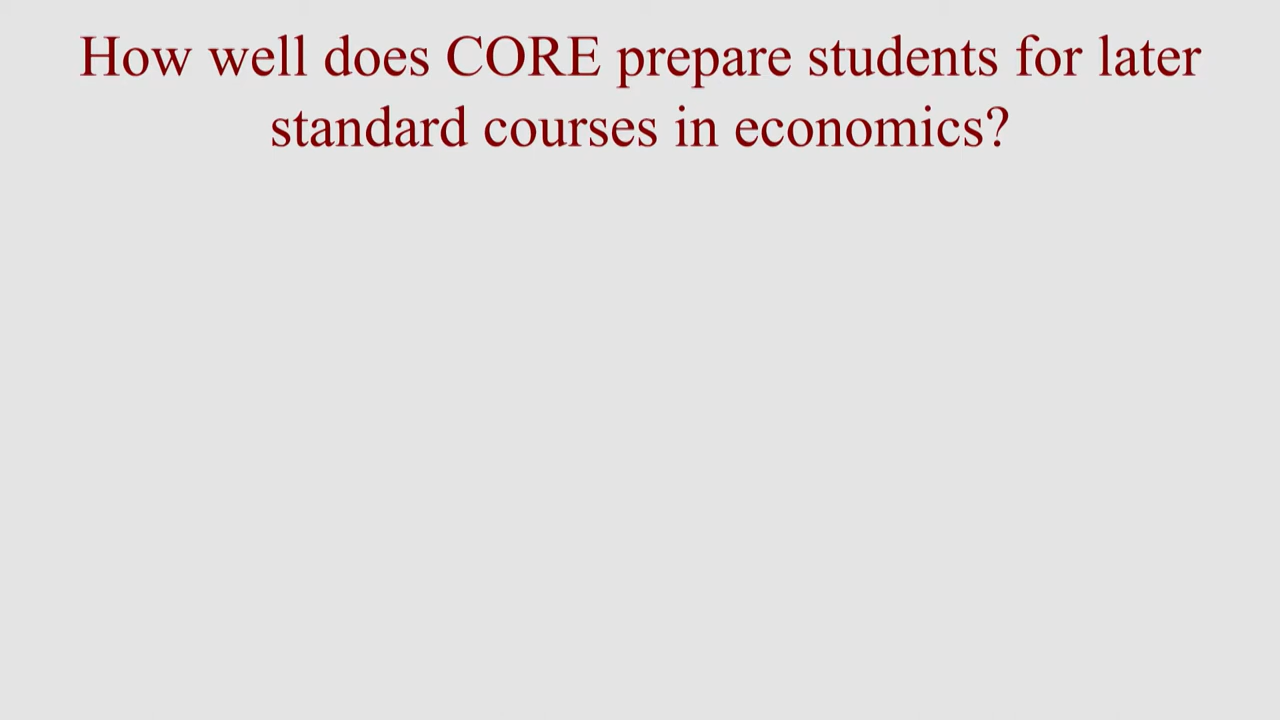 How well does CORE prepare students for later
standard courses in economics?